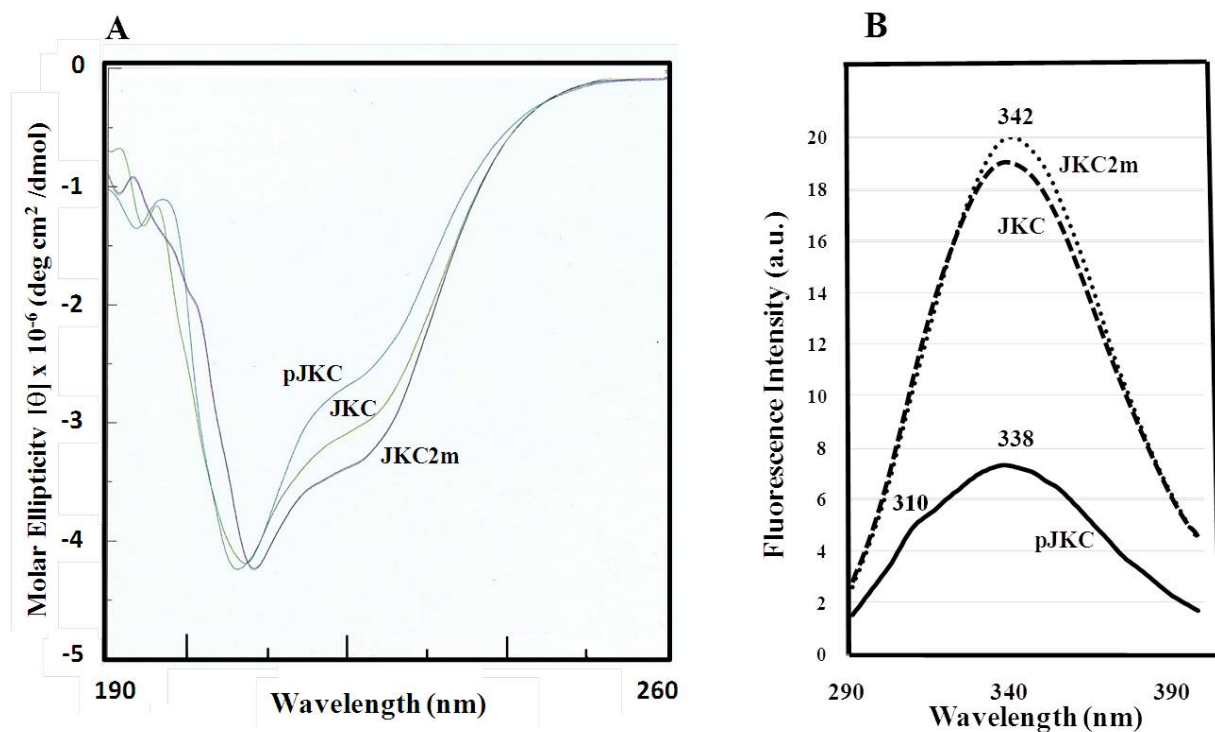 A
0
-1
-2
-3
-4
-5
Molar Ellipticity [θ] x 10⁻⁶ (deg cm² /dmol)
pJKC
JKC
JKC2m
190
260
Wavelength (nm)
B
20
18
16
14
12
10
8
6
4
2
0
Fluorescence Intensity (a.u.)
342
JKC2m
JKC
338
310
pJKC
290
340
390
Wavelength (nm)